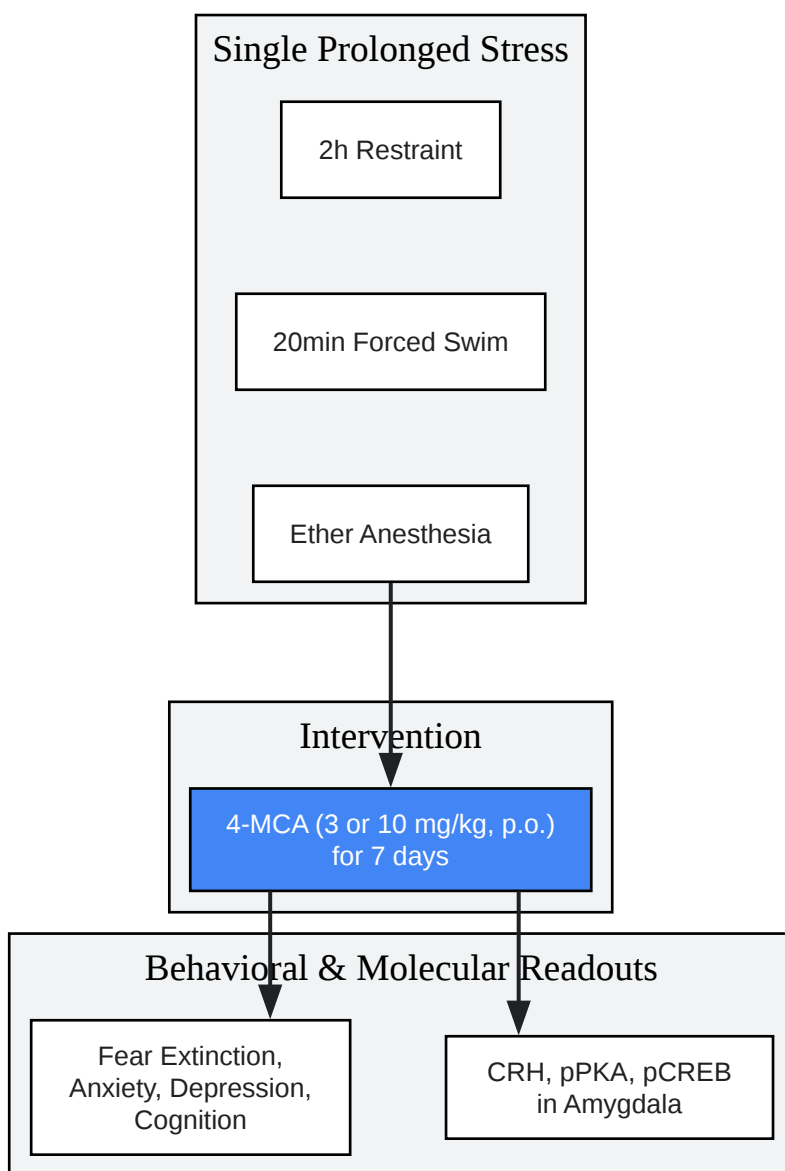 Single Prolonged Stress
2h Restraint
20min Forced Swim
Ether Anesthesia
Intervention
4-MCA (3 or 10 mg/kg, p.o.)
for 7 days
Behavioral & Molecular Readouts
Fear Extinction,
Anxiety, Depression,
Cognition
CRH, pPKA, pCREB
in Amygdala